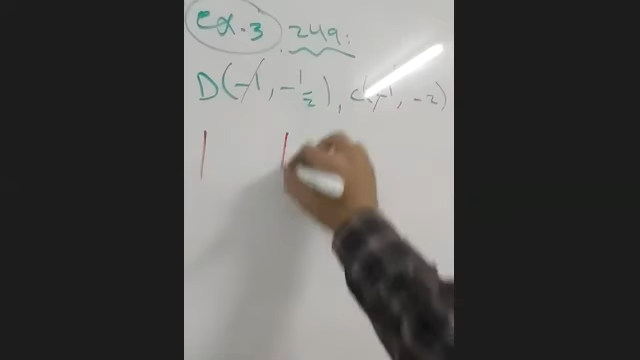 ex. 3 249:
D(-1, -1/2), C(-1, -2)
| |